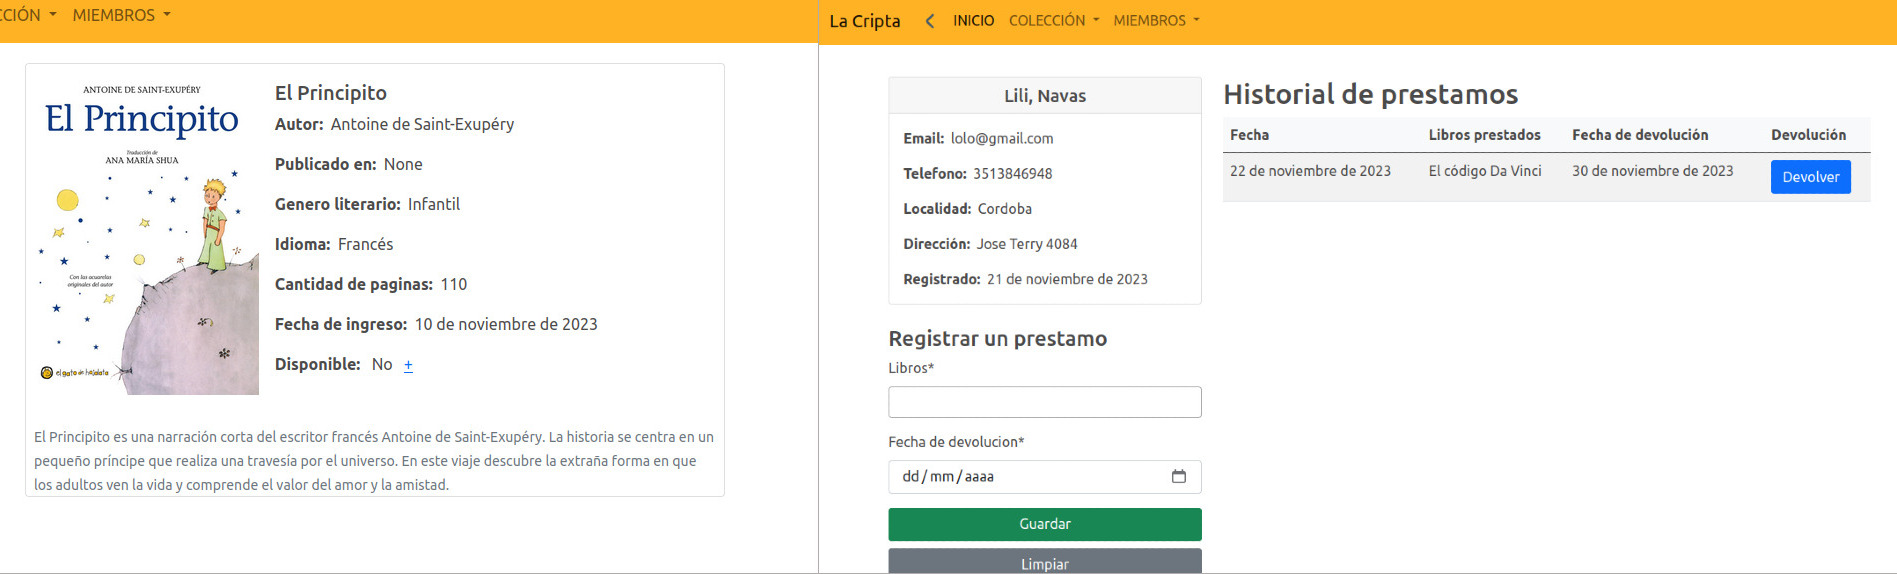 CIÓN MIEMBROS
ANTOINE DE SAINT-EXUPÉRY
El Principito
Traducción de
ANA MARÍA SHUA
Con las acuarelas
originales del autor
el gato de hojalata
El Principito
Autor: Antoine de Saint-Exupéry
Publicado en: None
Genero literario: Infantil
Idioma: Francés
Cantidad de paginas: 110
Fecha de ingreso: 10 de noviembre de 2023
Disponible: No +
El Principito es una narración corta del escritor francés Antoine de Saint-Exupéry. La historia se centra en un
pequeño príncipe que realiza una travesía por el universo. En este viaje descubre la extraña forma en que
los adultos ven la vida y comprende el valor del amor y la amistad.
La Cripta INICIO COLECCIÓN MIEMBROS
Lili, Navas
Email: lolo@gmail.com
Telefono: 3513846948
Localidad: Cordoba
Dirección: Jose Terry 4084
Registrado: 21 de noviembre de 2023
Registrar un prestamo
Libros*
Fecha de devolucion*
dd/mm/aaaa
Guardar
Limpiar
Historial de prestamos
Fecha Libros prestados Fecha de devolución Devolución
22 de noviembre de 2023 El código Da Vinci 30 de noviembre de 2023 Devolver